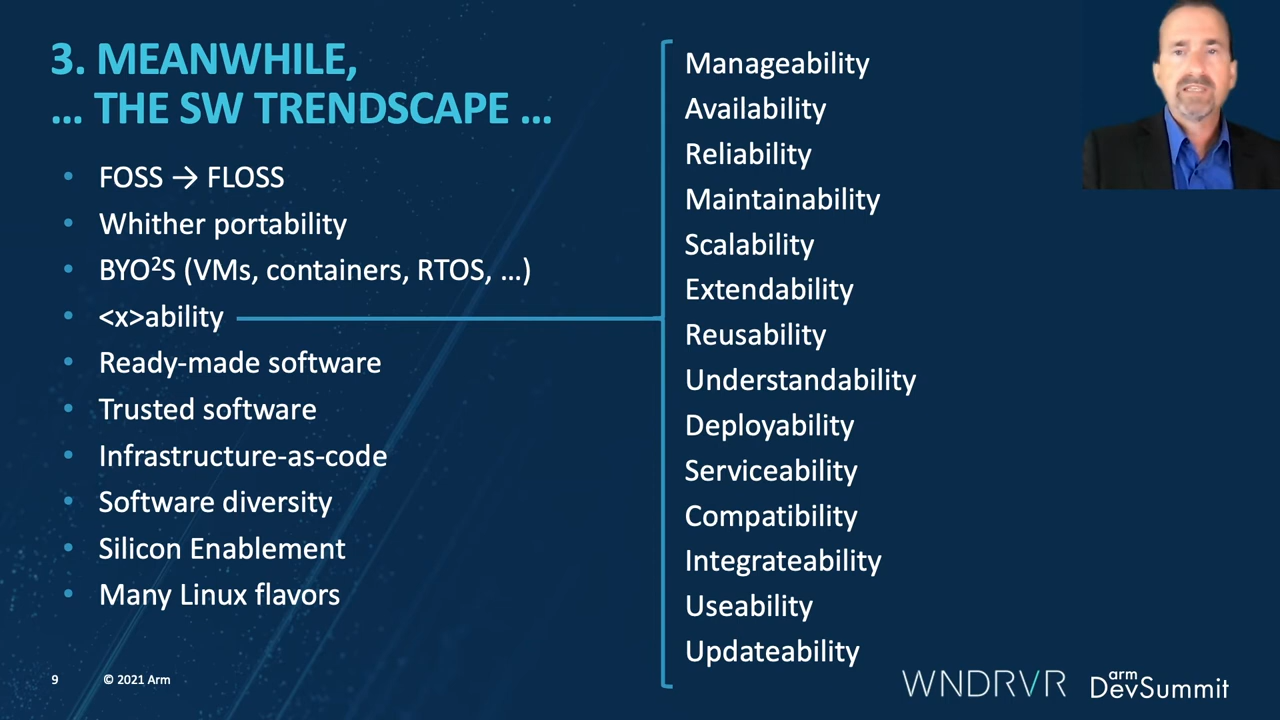 3. MEANWHILE,
… THE SW TRENDSCAPE …
• FOSS → FLOSS
• Whither portability
• BYO²S (VMs, containers, RTOS, …)
• <x>ability
• Ready-made software
• Trusted software
• Infrastructure-as-code
• Software diversity
• Silicon Enablement
• Many Linux flavors
Manageability
Availability
Reliability
Maintainability
Scalability
Extendability
Reusability
Understandability
Deployability
Serviceability
Compatibility
Integrateability
Useability
Updateability
9 © 2021 Arm
WNDRVR
arm
DevSummit